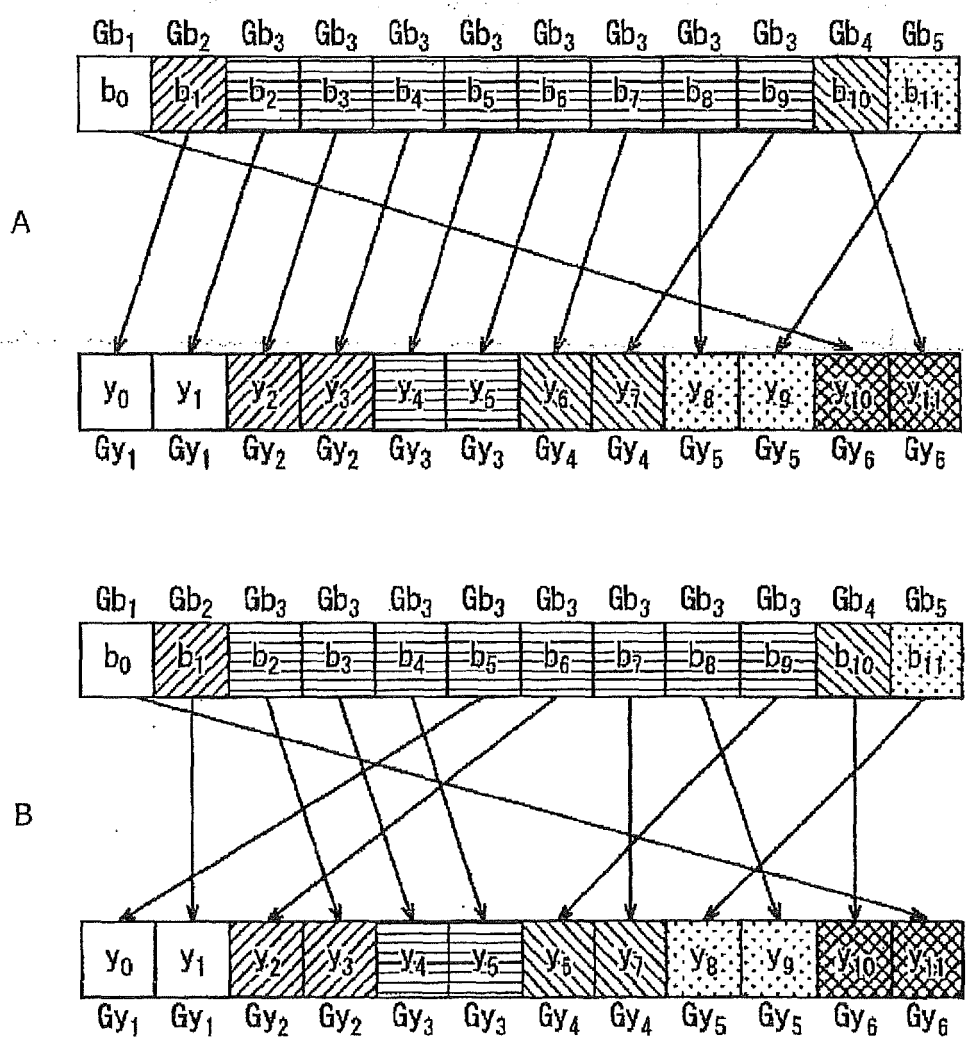 Gb₁ Gb₂ Gb₃ Gb₃ Gb₃ Gb₃ Gb₃ Gb₃ Gb₃ Gb₃ Gb₄ Gb₅
b₀ b₁ b₂ b₃ b₄ b₅ b₆ b₇ b₈ b₉ b₁₀ b₁₁
A
y₀ y₁ y₂ y₃ y₄ y₅ y₆ y₇ y₈ y₉ y₁₀ y₁₁
Gy₁ Gy₁ Gy₂ Gy₂ Gy₃ Gy₃ Gy₄ Gy₄ Gy₅ Gy₅ Gy₆ Gy₆
Gb₁ Gb₂ Gb₃ Gb₃ Gb₃ Gb₃ Gb₃ Gb₃ Gb₃ Gb₃ Gb₄ Gb₅
b₀ b₁ b₂ b₃ b₄ b₅ b₆ b₇ b₈ b₉ b₁₀ b₁₁
B
y₀ y₁ y₂ y₃ y₄ y₅ y₆ y₇ y₈ y₉ y₁₀ y₁₁
Gy₁ Gy₁ Gy₂ Gy₂ Gy₃ Gy₃ Gy₄ Gy₄ Gy₅ Gy₅ Gy₆ Gy₆